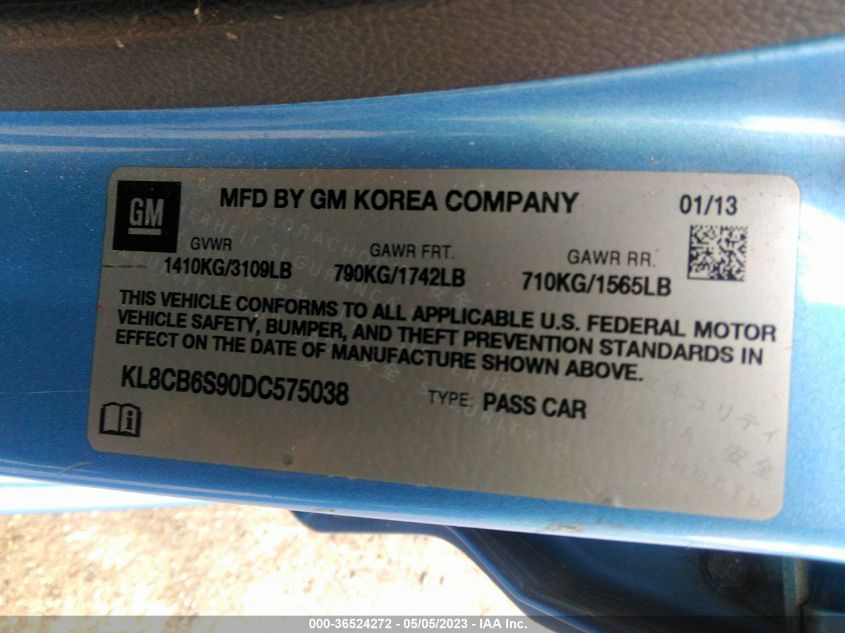 GM
MFD BY GM KOREA COMPANY 01/13
GVWR GAWR FRT. GAWR RR.
1410KG/3109LB 790KG/1742LB 710KG/1565LB
THIS VEHICLE CONFORMS TO ALL APPLICABLE U.S. FEDERAL MOTOR
VEHICLE SAFETY, BUMPER, AND THEFT PREVENTION STANDARDS IN
EFFECT ON THE DATE OF MANUFACTURE SHOWN ABOVE.
KL8CB6S90DC575038 TYPE: PASS CAR
000-36524272 - 05/05/2023 - IAA Inc.